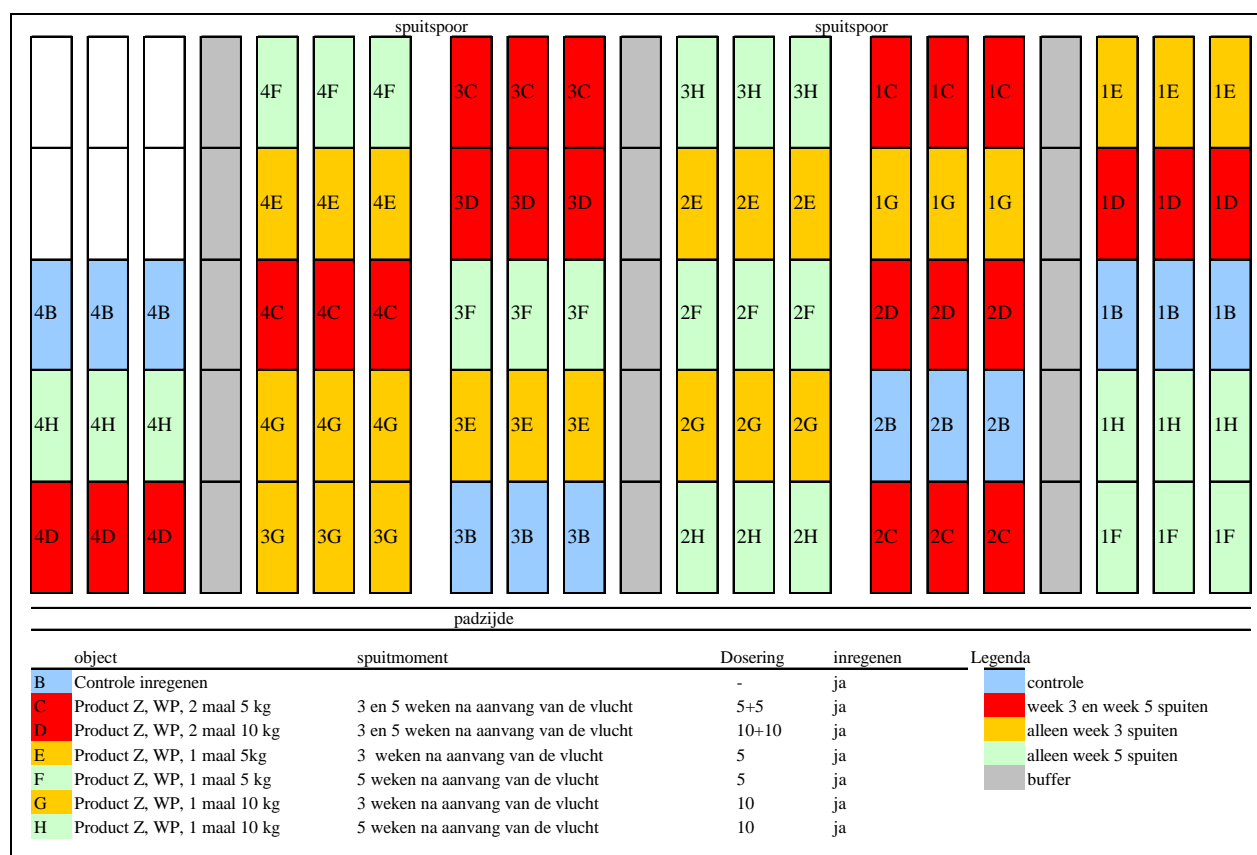 spuitspoor spuitspoor
4F 4F 4F 3C 3C 3C 3H 3H 3H 1C 1C 1C 1E 1E 1E
4E 4E 4E 3D 3D 3D 2E 2E 2E 1G 1G 1G 1D 1D 1D
4B 4B 4B 4C 4C 4C 3F 3F 3F 2F 2F 2F 2D 2D 2D 1B 1B 1B
4H 4H 4H 4G 4G 4G 3E 3E 3E 2G 2G 2G 2B 2B 2B 1H 1H 1H
4D 4D 4D 3G 3G 3G 3B 3B 3B 2H 2H 2H 2C 2C 2C 1F 1F 1F
padzijde
object spuitmoment Dosering inregenen Legenda
B Controle inregenen - ja controle
C Product Z, WP, 2 maal 5 kg 3 en 5 weken na aanvang van de vlucht 5+5 ja week 3 en week 5 spuiten
D Product Z, WP, 2 maal 10 kg 3 en 5 weken na aanvang van de vlucht 10+10 ja alleen week 3 spuiten
E Product Z, WP, 1 maal 5kg 3 weken na aanvang van de vlucht 5 ja alleen week 5 spuiten
F Product Z, WP, 1 maal 5 kg 5 weken na aanvang van de vlucht 5 ja buffer
G Product Z, WP, 1 maal 10 kg 3 weken na aanvang van de vlucht 10 ja
H Product Z, WP, 1 maal 10 kg 5 weken na aanvang van de vlucht 10 ja